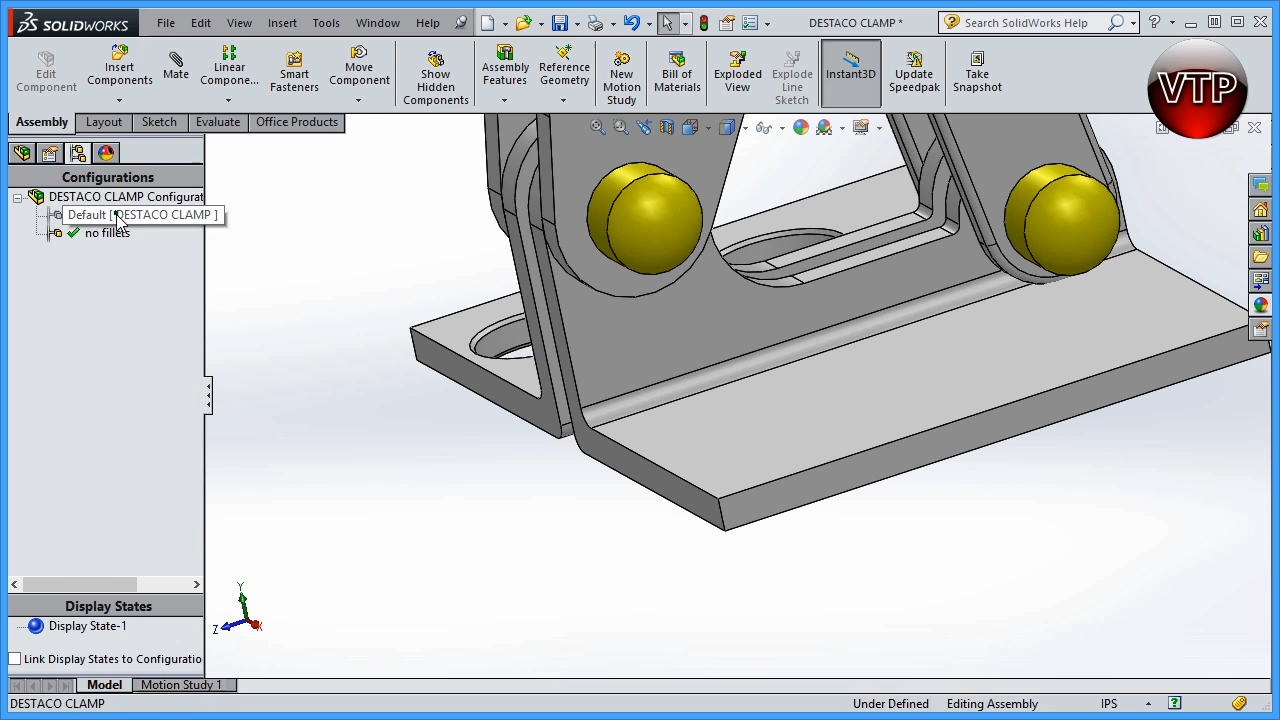 SOLIDWORKS File Edit View Insert Tools Window Help DESTACO CLAMP * Search SolidWorks Help
Edit Component
Insert Components
Mate
Linear Compone...
Smart Fasteners
Move Component
Show Hidden Components
Assembly Features
Reference Geometry
New Motion Study
Bill of Materials
Exploded View
Explode Line Sketch
Instant3D
Update Speedpak
Take Snapshot
VTP
Assembly Layout Sketch Evaluate Office Products
Configurations
DESTACO CLAMP Configurat
Default [ DESTACO CLAMP ]
no fillets
Y
Z
X
Display States
Display State-1
Link Display States to Configuratio
Model Motion Study 1
DESTACO CLAMP Under Defined Editing Assembly IPS